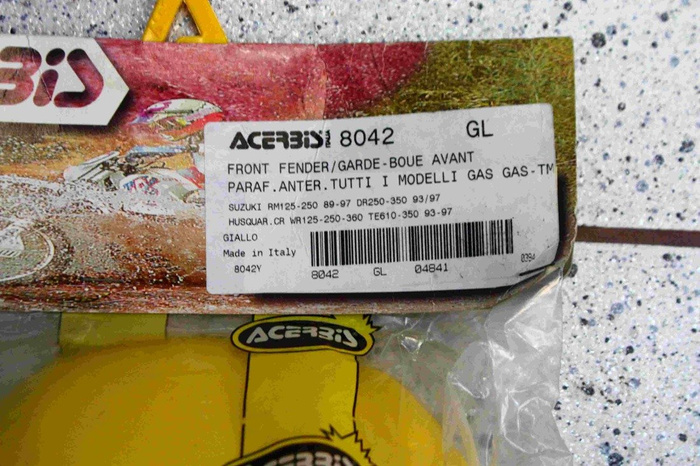 ACERBIS
ACERBIS 8042 GL
FRONT FENDER/GARDE-BOUE AVANT
PARAF.ANTER.TUTTI I MODELLI GAS GAS-TM
SUZUKI RM125-250 89-97 DR250-350 93/97
HUSQUAR.CR WR125-250-360 TE610-350 93-97
GIALLO
Made in Italy
8042Y
8042 GL 04841
ACERBIS
ACERBIS